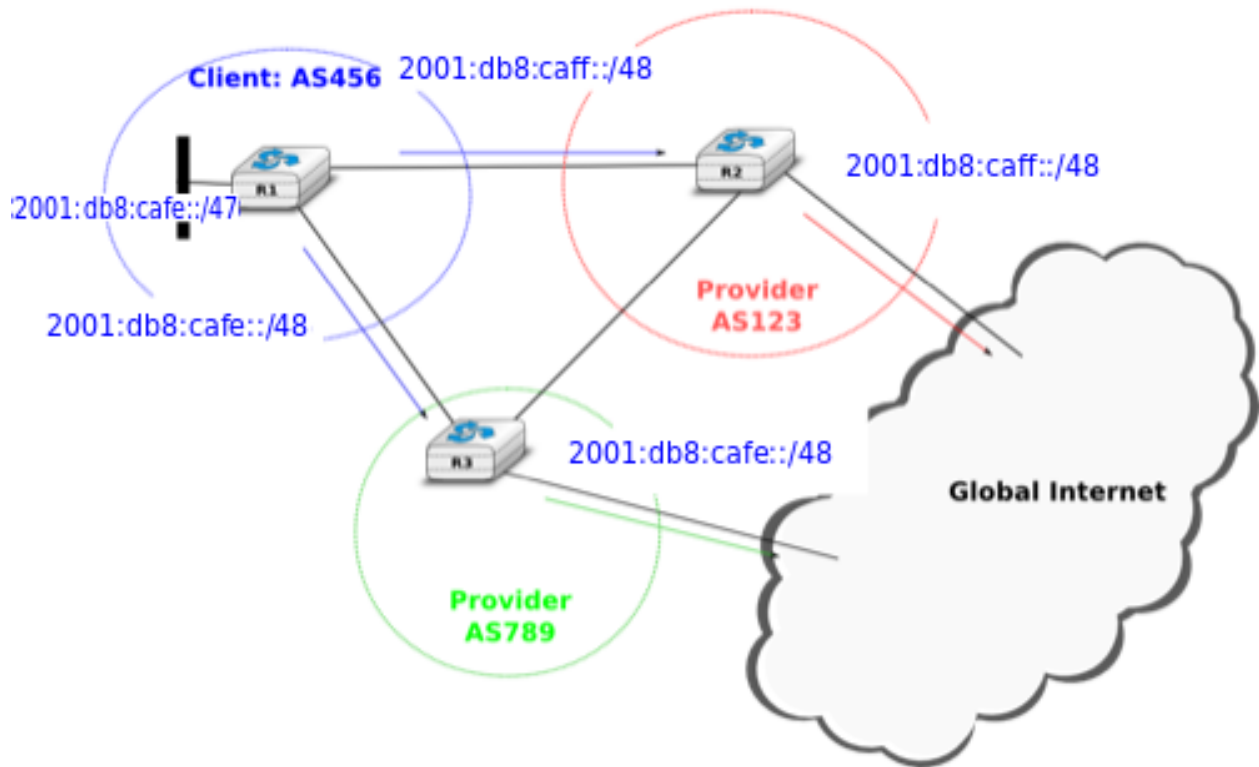 Client: AS456
2001:db8:caff::/48
R1
R2
2001:db8:caff::/48
2001:db8:cafe::/47
Provider
AS123
2001:db8:cafe::/48
R3
2001:db8:cafe::/48
Global Internet
Provider
AS789